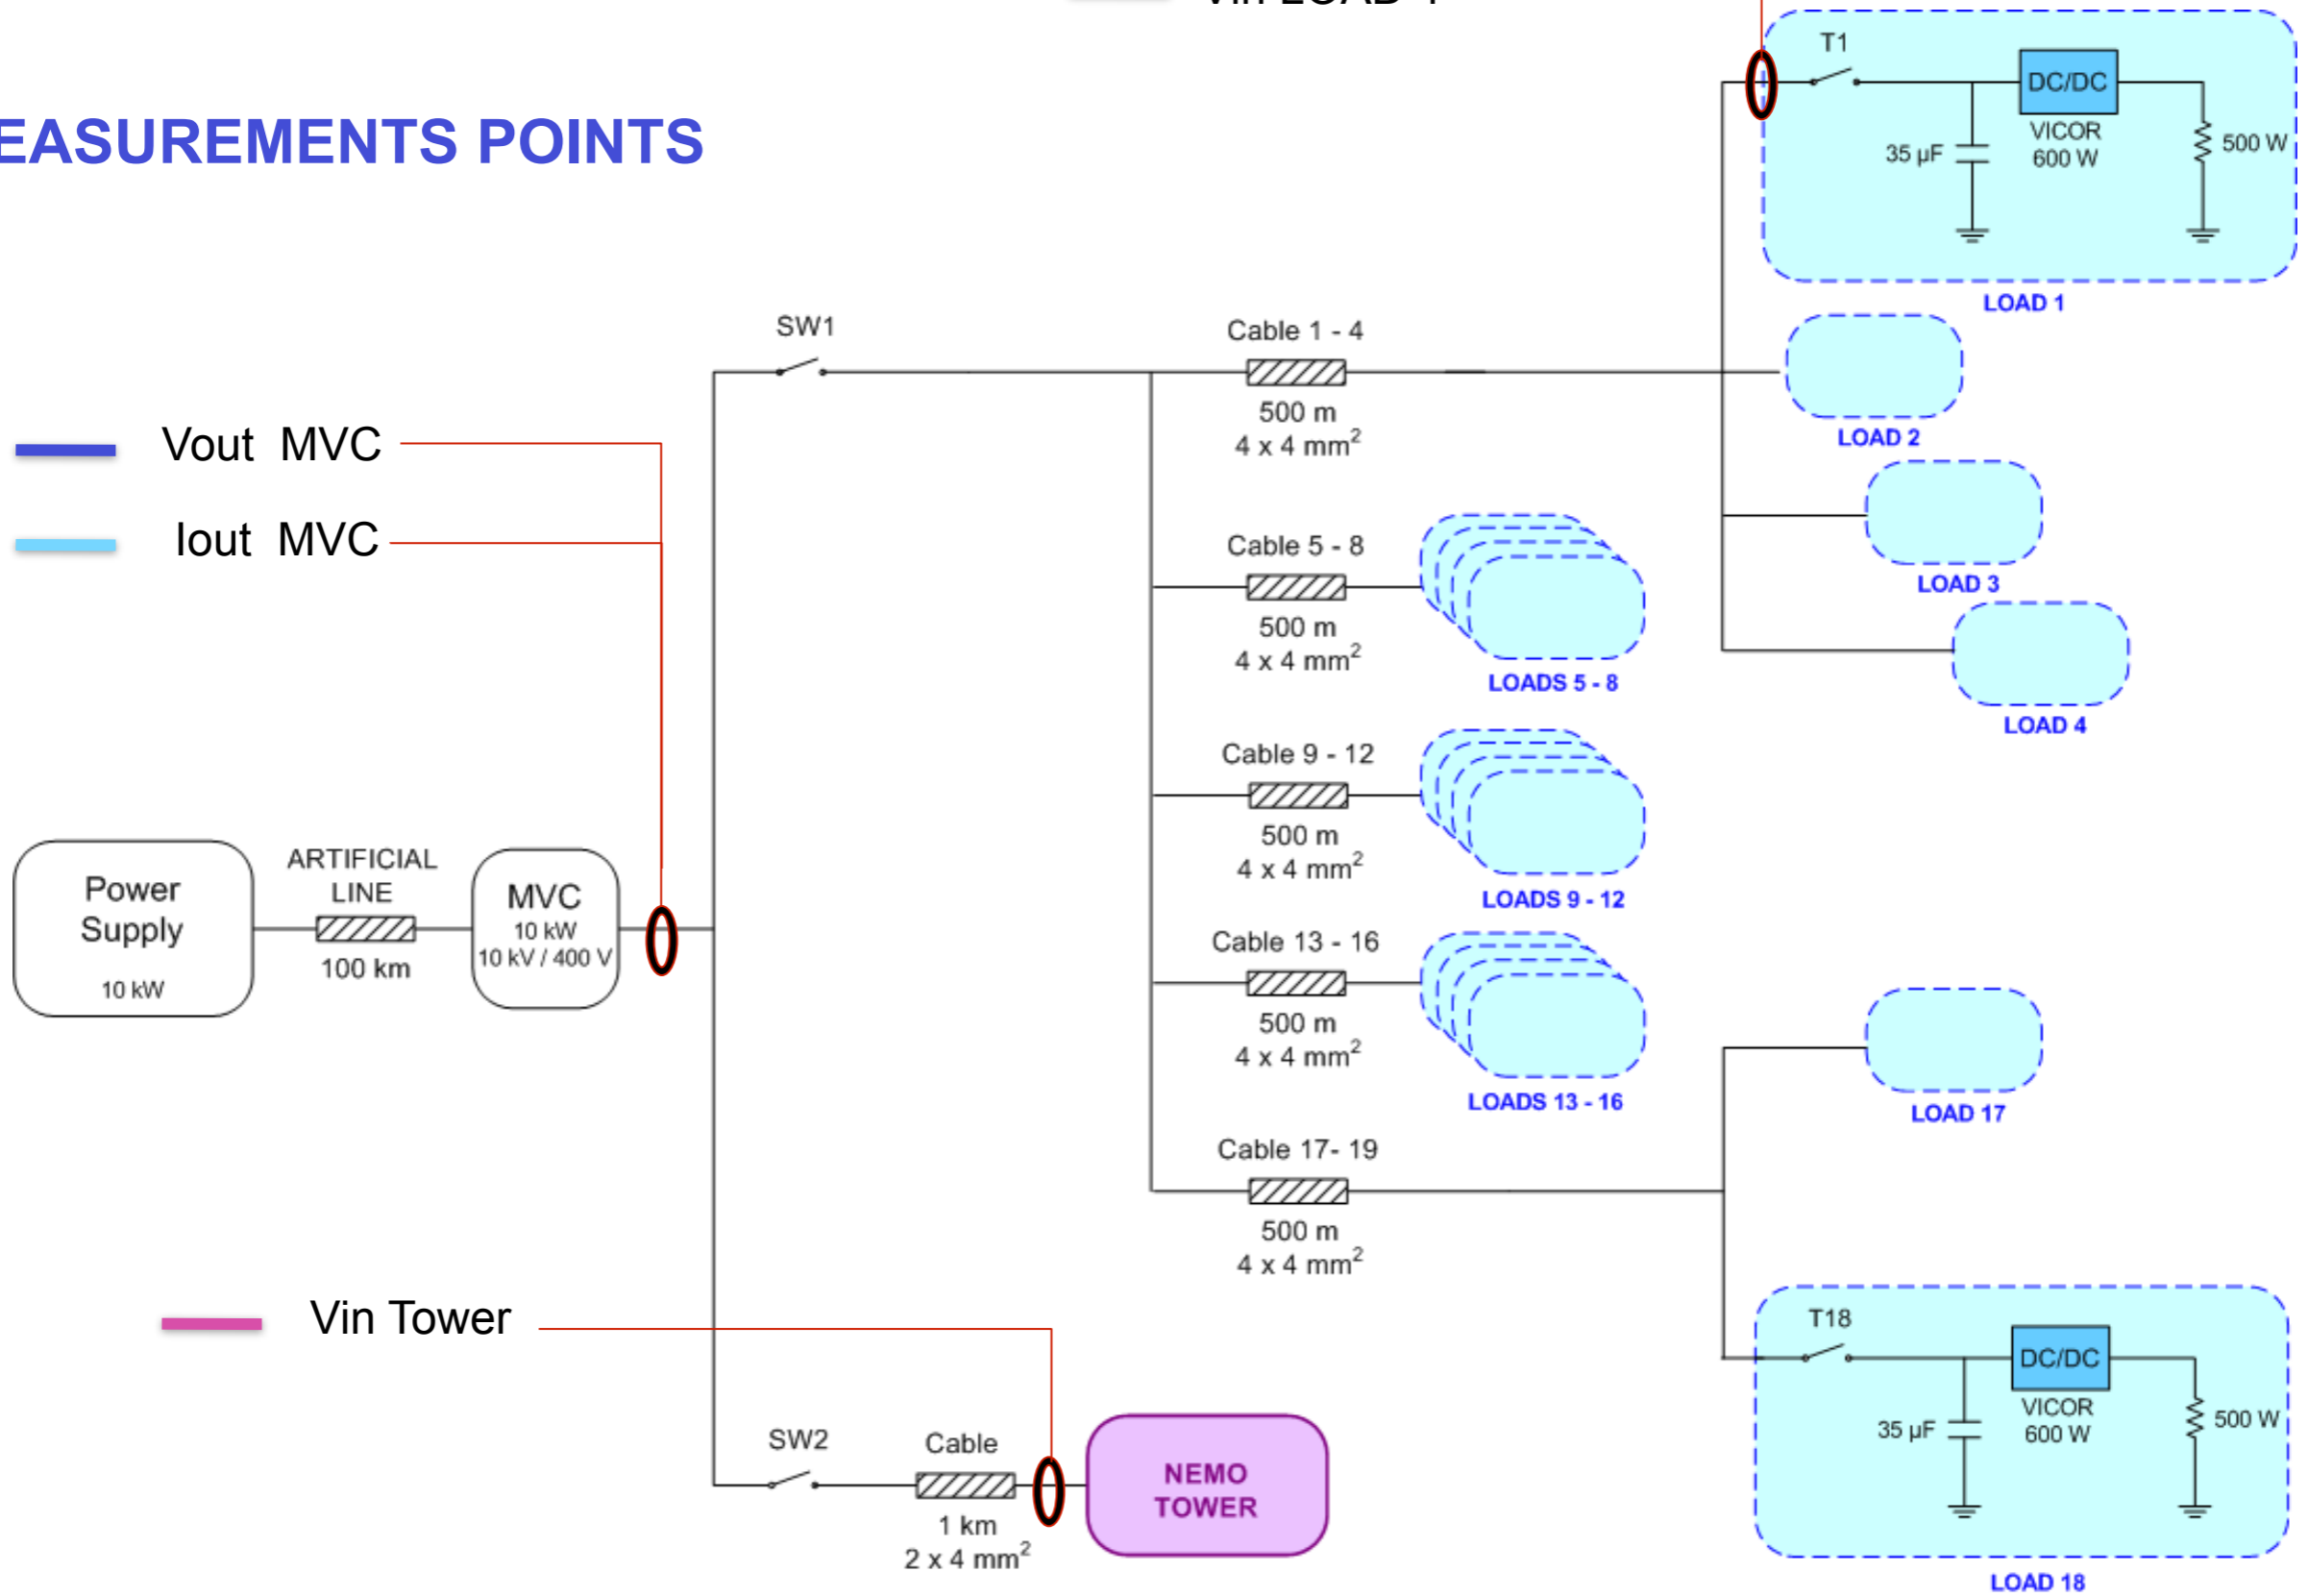 Vin LOAD 1
EASUREMENTS POINTS
T1
DC/DC
VICOR
600 W
35 µF
500 W
LOAD 1
SW1
Cable 1 - 4
500 m
4 x 4 mm²
LOAD 2
Vout MVC
Iout MVC
Cable 5 - 8
500 m
4 x 4 mm²
LOADS 5 - 8
LOAD 3
LOAD 4
Cable 9 - 12
500 m
4 x 4 mm²
LOADS 9 - 12
Power
Supply
10 kW
ARTIFICIAL
LINE
100 km
MVC
10 kW
10 kV / 400 V
Cable 13 - 16
500 m
4 x 4 mm²
LOADS 13 - 16
LOAD 17
Cable 17- 19
500 m
4 x 4 mm²
Vin Tower
T18
DC/DC
VICOR
600 W
35 µF
500 W
LOAD 18
SW2
Cable
1 km
2 x 4 mm²
NEMO
TOWER